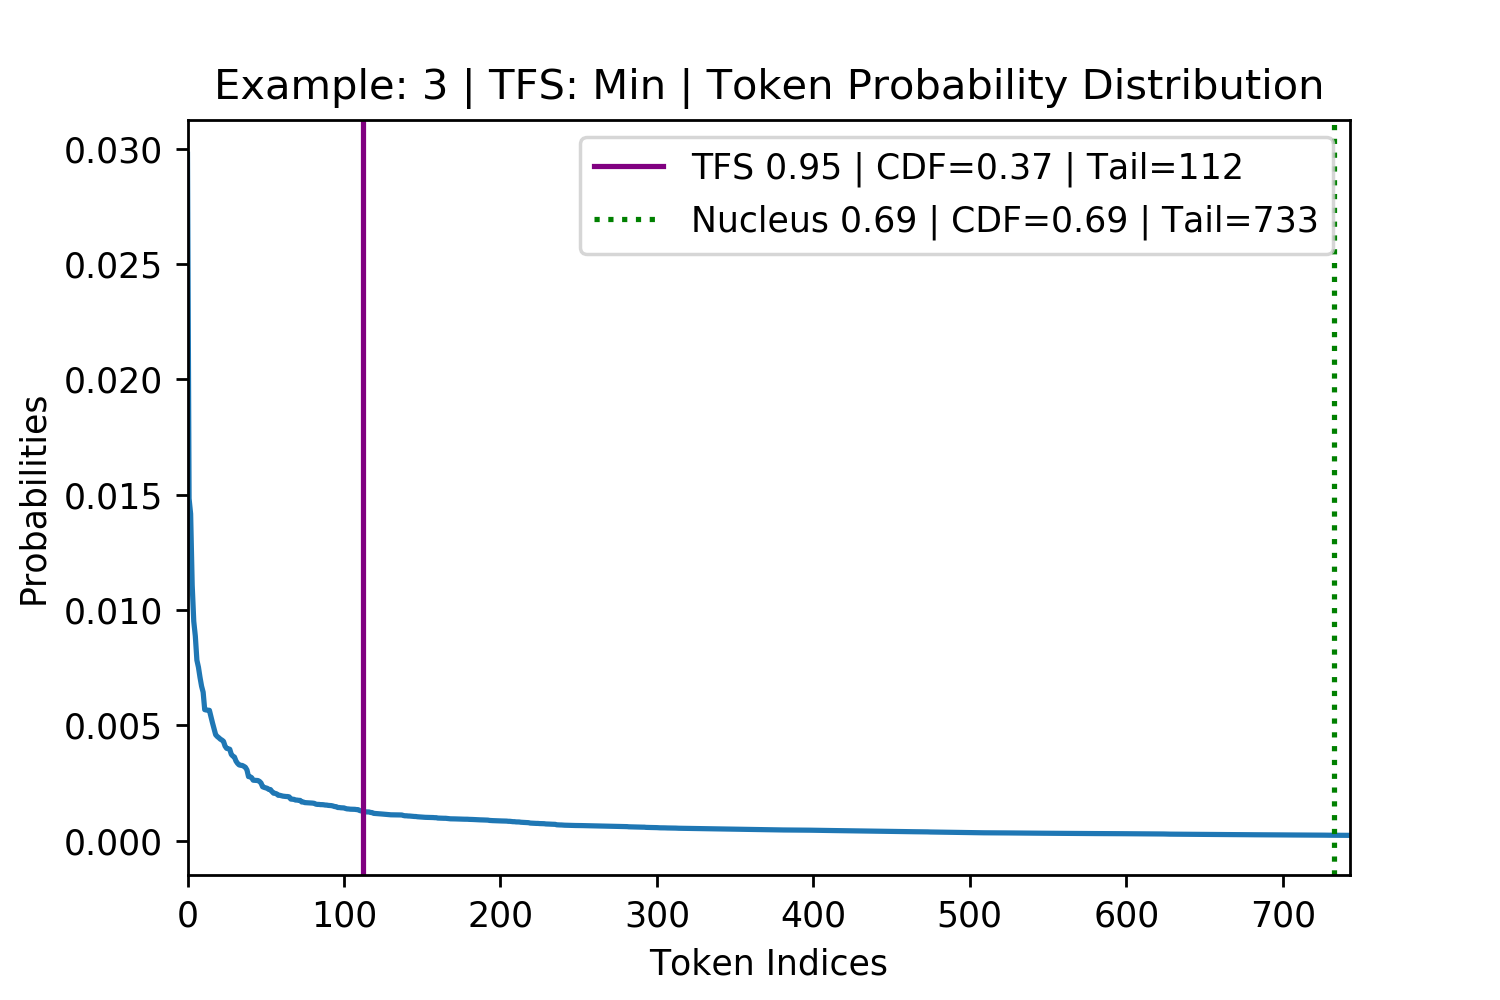 Example: 3 | TFS: Min | Token Probability Distribution
TFS 0.95 | CDF=0.37 | Tail=112
Nucleus 0.69 | CDF=0.69 | Tail=733
Probabilities
0.030
0.025
0.020
0.015
0.010
0.005
0.000
0 100 200 300 400 500 600 700
Token Indices